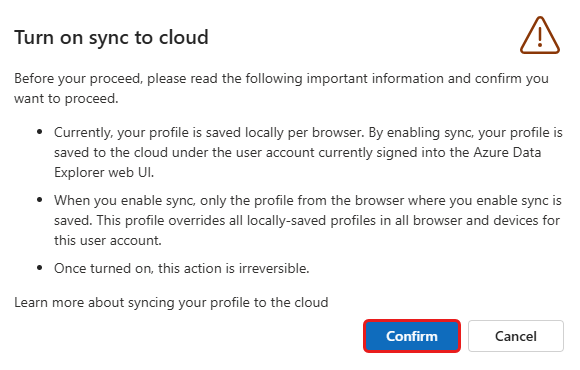 Turn on sync to cloud
Before your proceed, please read the following important information and confirm you
want to proceed.
• Currently, your profile is saved locally per browser. By enabling sync, your profile is
saved to the cloud under the user account currently signed into the Azure Data
Explorer web UI.
• When you enable sync, only the profile from the browser where you enable sync is
saved. This profile overrides all locally-saved profiles in all browser and devices for
this user account.
• Once turned on, this action is irreversible.
Learn more about syncing your profile to the cloud
Confirm Cancel